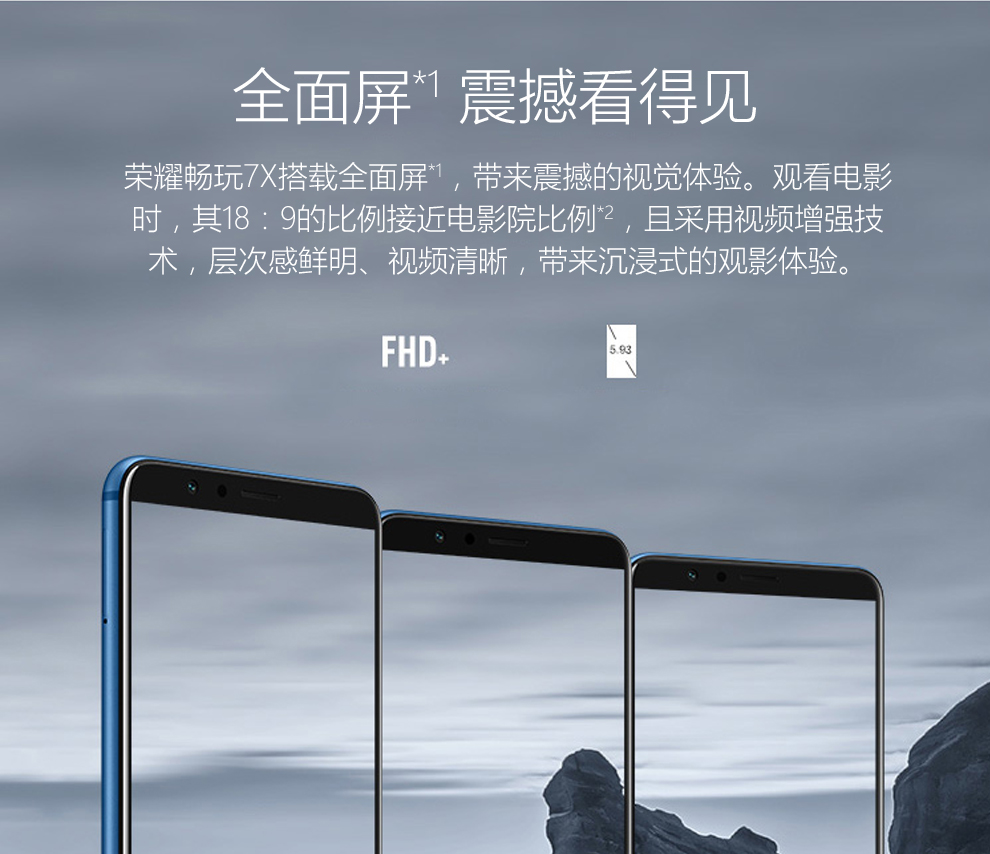 全面屏*1 震撼看得见
荣耀畅玩7X搭载全面屏*1，带来震撼的视觉体验。观看电影
时，其18：9的比例接近电影院比例*2，且采用视频增强技
术，层次感鲜明、视频清晰，带来沉浸式的观影体验。
FHD+
5.93